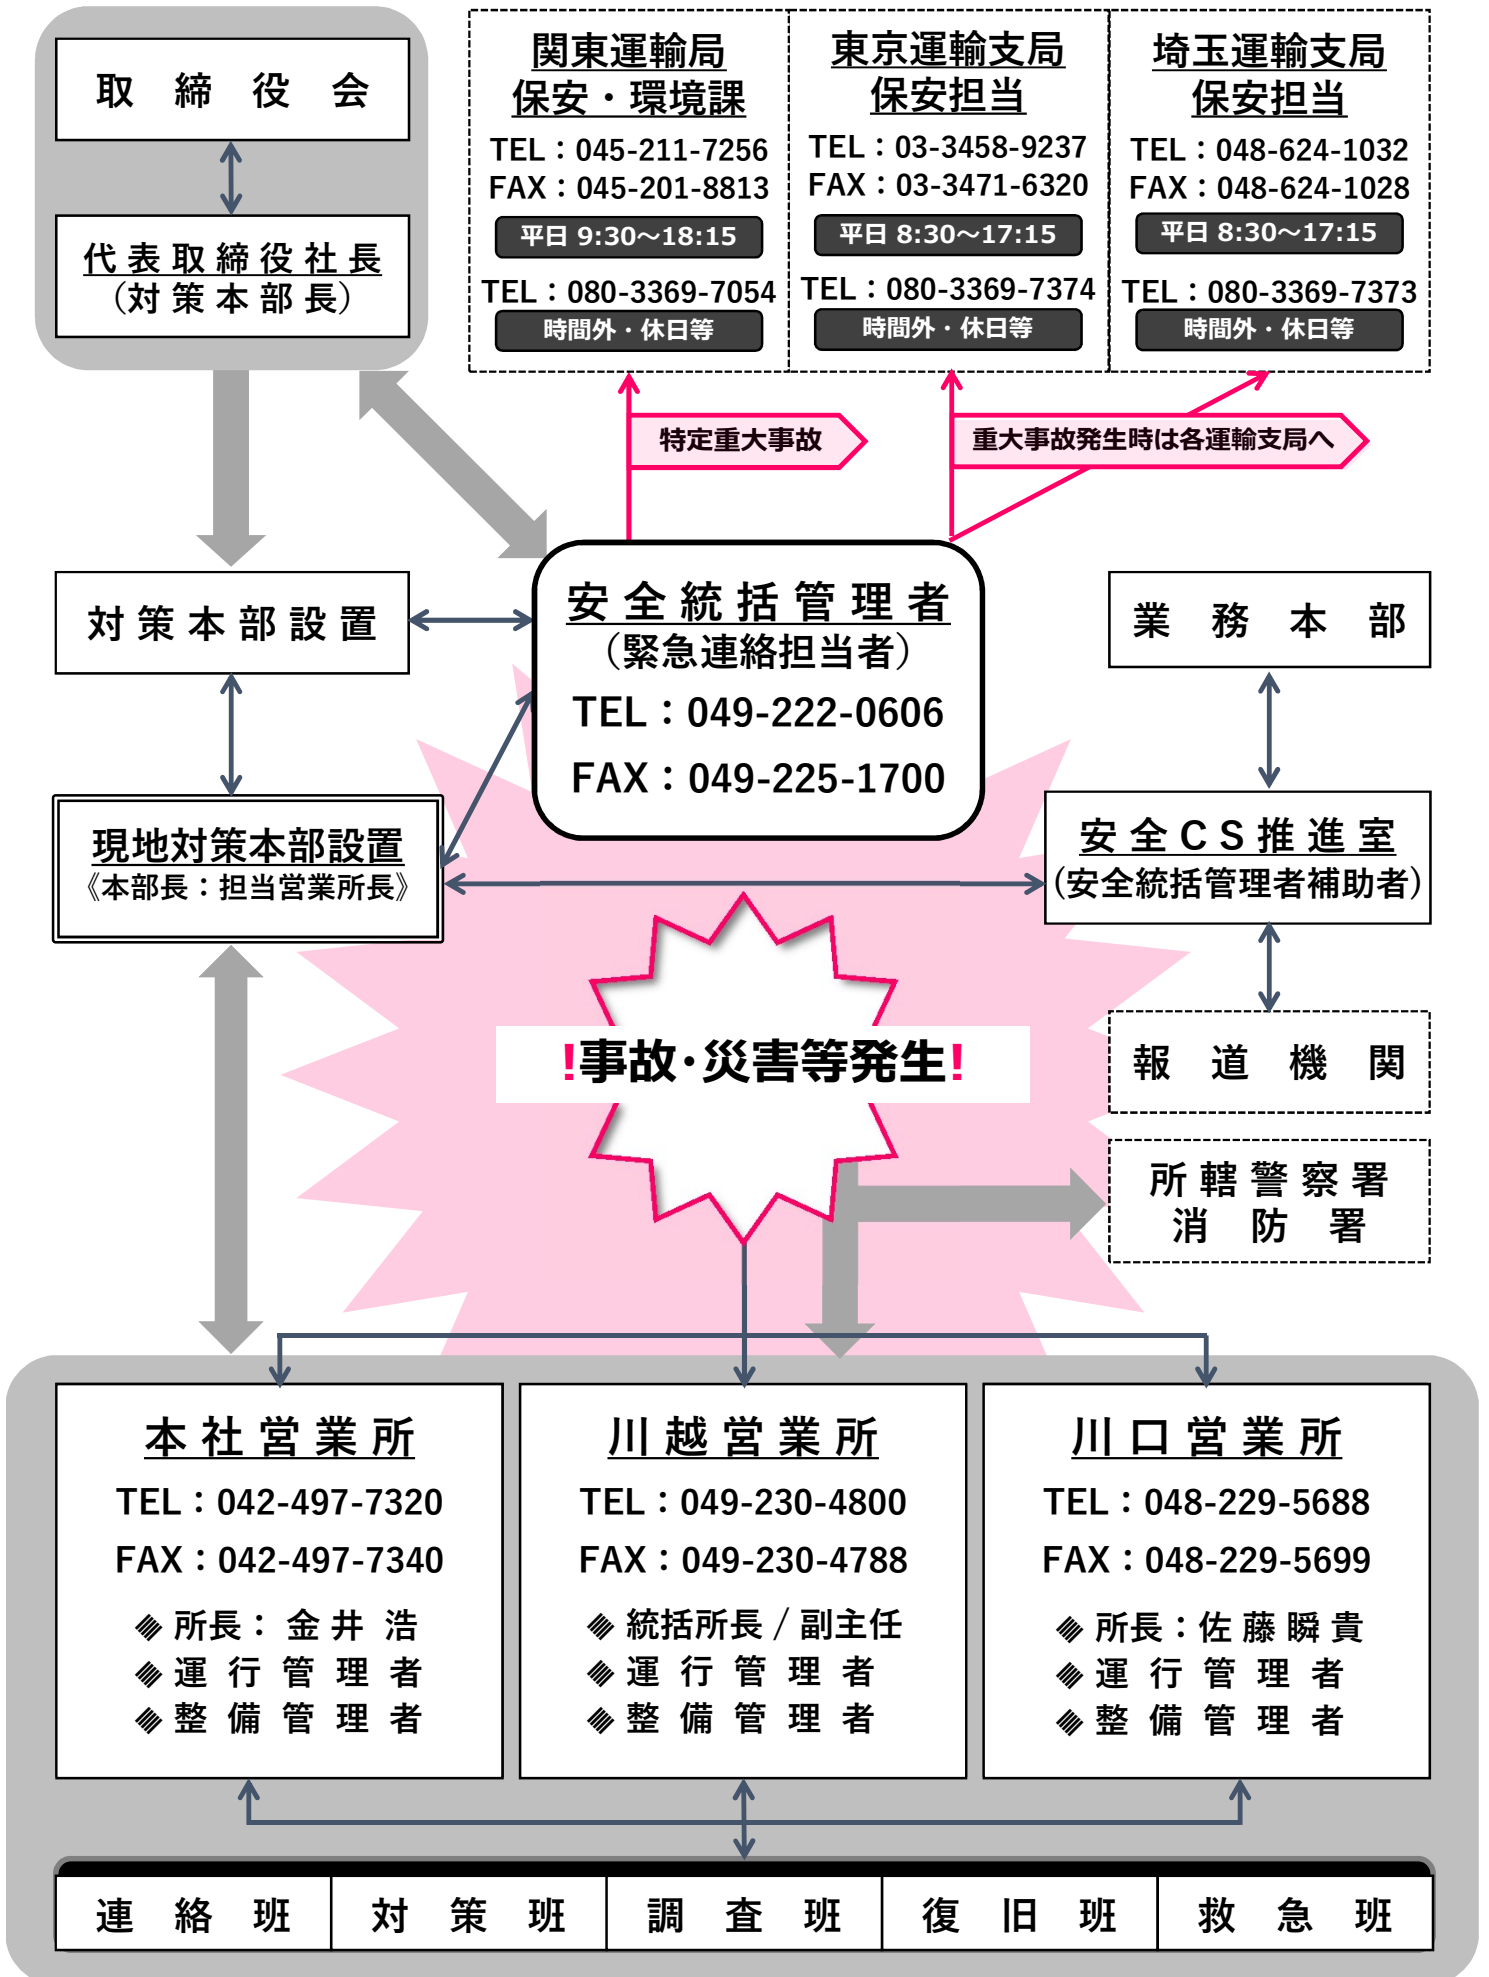 取締役会
代表取締役社長
（対策本部長）
関東運輸局
保安・環境課
TEL：045-211-7256
FAX：045-201-8813
平日 9:30～18:15
TEL：080-3369-7054
時間外・休日等
東京運輸支局
保安担当
TEL：03-3458-9237
FAX：03-3471-6320
平日 8:30～17:15
TEL：080-3369-7374
時間外・休日等
埼玉運輸支局
保安担当
TEL：048-624-1032
FAX：048-624-1028
平日 8:30～17:15
TEL：080-3369-7373
時間外・休日等
特定重大事故
重大事故発生時は各運輸支局へ
対策本部設置
安全統括管理者
（緊急連絡担当者）
TEL：049-222-0606
FAX：049-225-1700
業務本部
現地対策本部設置
《本部長：担当営業所長》
安全CS推進室
（安全統括管理者補助者）
!事故･災害等発生!
報道機関
所轄警察署
消防署
本社営業所
TEL：042-497-7320
FAX：042-497-7340
所長： 金井 浩
運行管理者
整備管理者
川越営業所
TEL：049-230-4800
FAX：049-230-4788
統括所長 / 副主任
運行管理者
整備管理者
川口営業所
TEL：048-229-5688
FAX：048-229-5699
所長：佐藤瞬貴
運行管理者
整備管理者
連絡班
対策班
調査班
復旧班
救急班